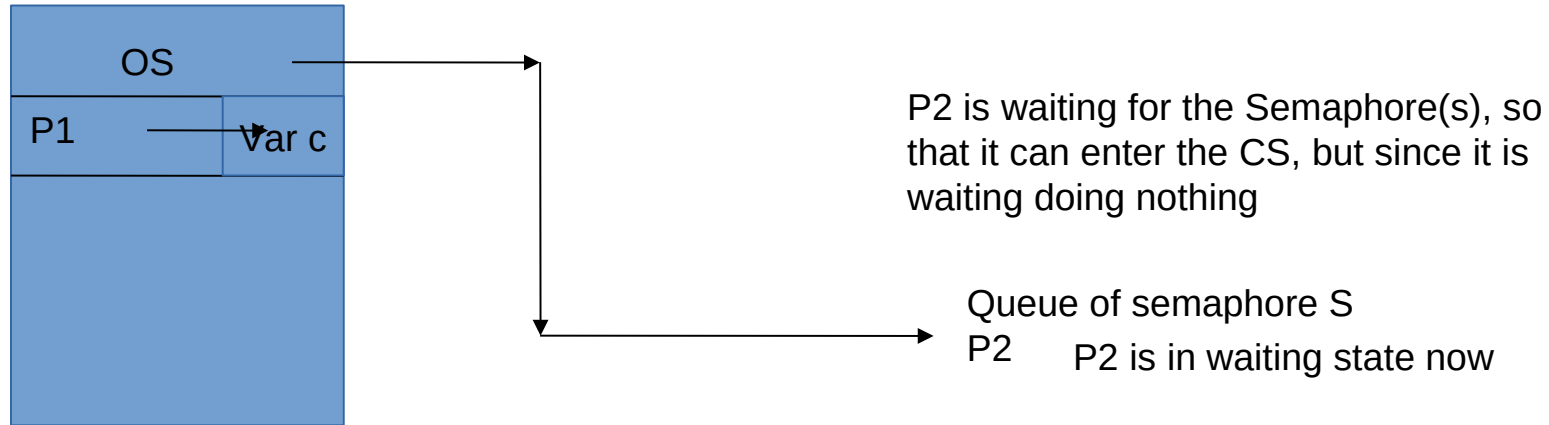 OS
P1
Var c
P2 is waiting for the Semaphore(s), so
that it can enter the CS, but since it is
waiting doing nothing
Queue of semaphore S
P2
P2 is in waiting state now